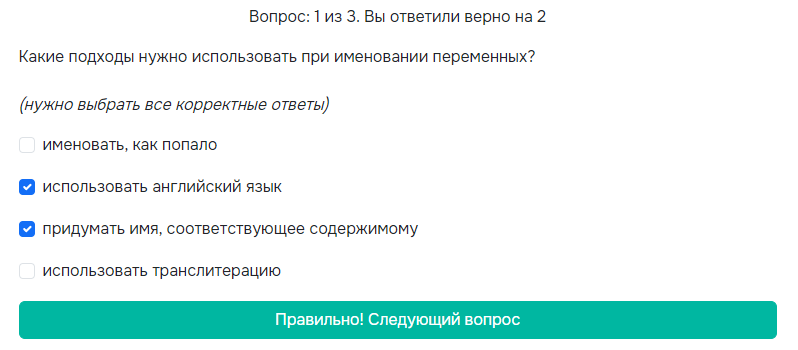 Вопрос: 1 из 3. Вы ответили верно на 2
Какие подходы нужно использовать при именовании переменных?
(нужно выбрать все корректные ответы)
именовать, как попало
использовать английский язык
придумать имя, соответствующее содержимому
использовать транслитерацию
Правильно! Следующий вопрос